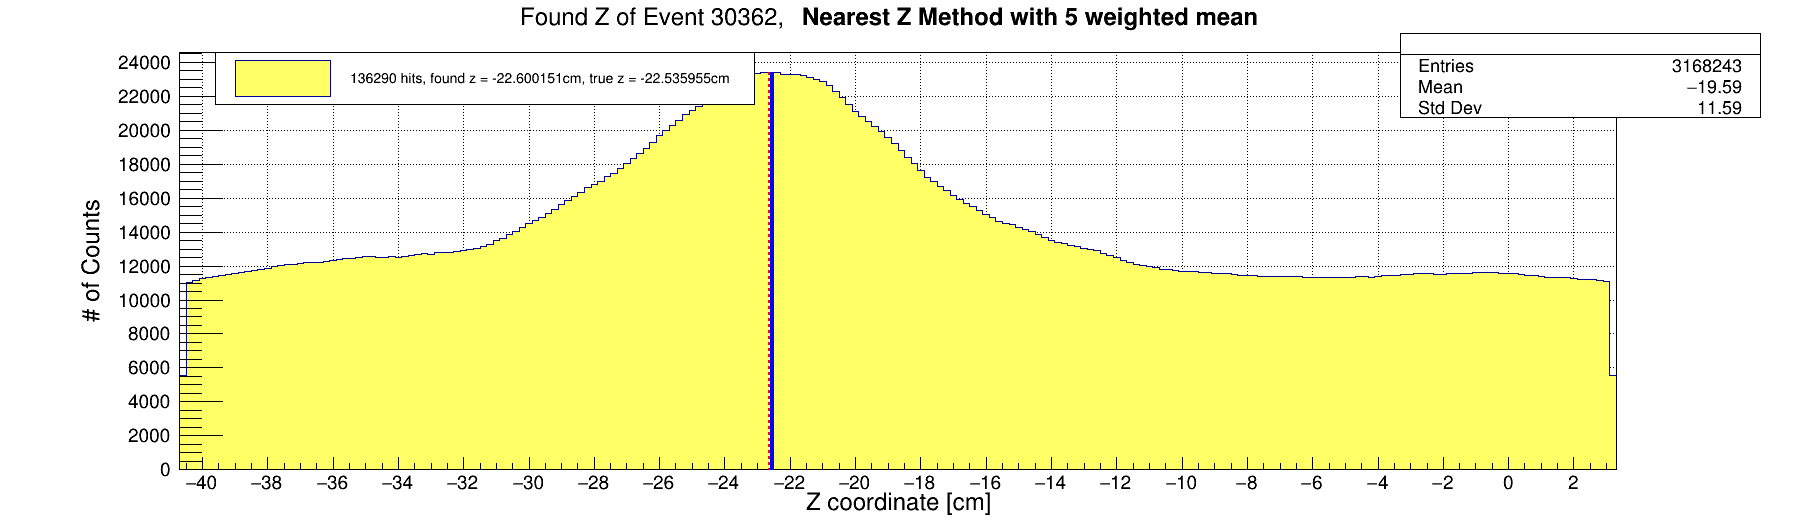 Found Z of Event 30362, Nearest Z Method with 5 weighted mean
136290 hits, found z = -22.600151cm, true z = -22.535955cm
Entries 3168243
Mean −19.59
Std Dev 11.59
# of Counts
24000
22000
20000
18000
16000
14000
12000
10000
8000
6000
4000
2000
0
−40 −38 −36 −34 −32 −30 −28 −26 −24 −22 −20 −18 −16 −14 −12 −10 −8 −6 −4 −2 0 2
Z coordinate [cm]